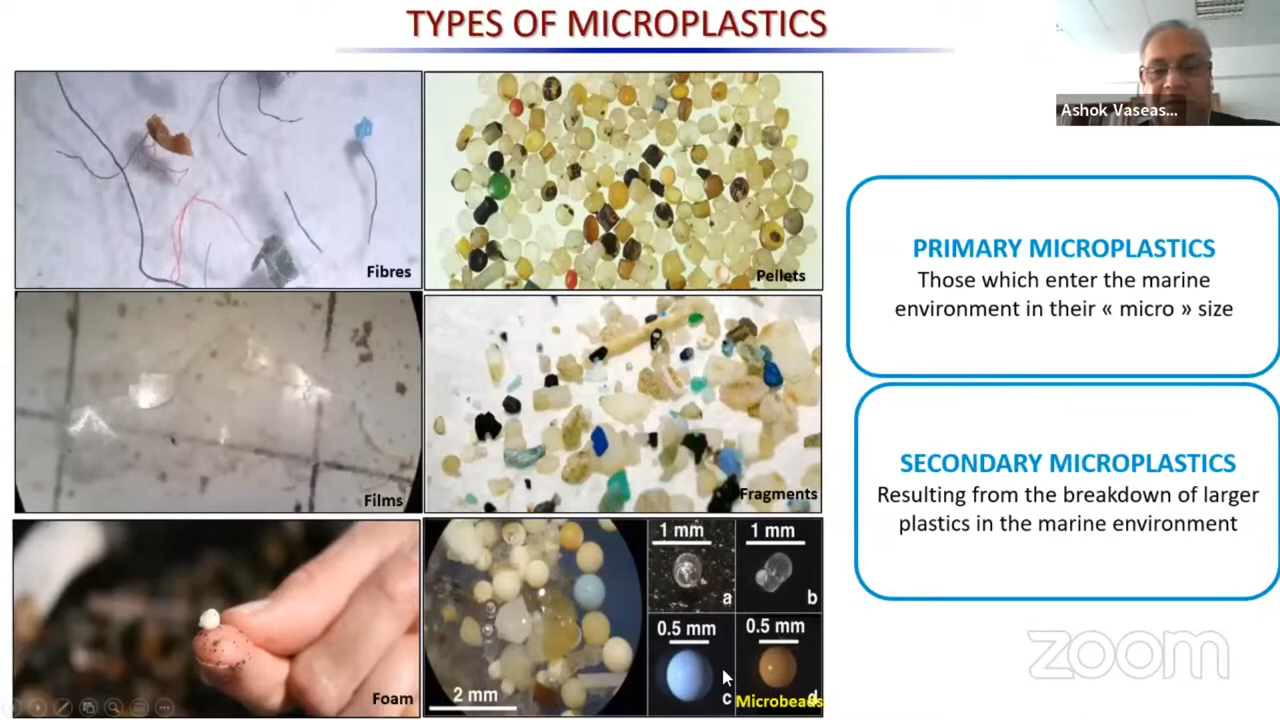 TYPES OF MICROPLASTICS
Ashok Vaseas...
Fibres
Pellets
PRIMARY MICROPLASTICS
Those which enter the marine
environment in their « micro » size
Films
Fragments
SECONDARY MICROPLASTICS
Resulting from the breakdown of larger
plastics in the marine environment
Foam
2 mm
1 mm
a
1 mm
b
0.5 mm
c
0.5 mm
d
Microbeads
zoom